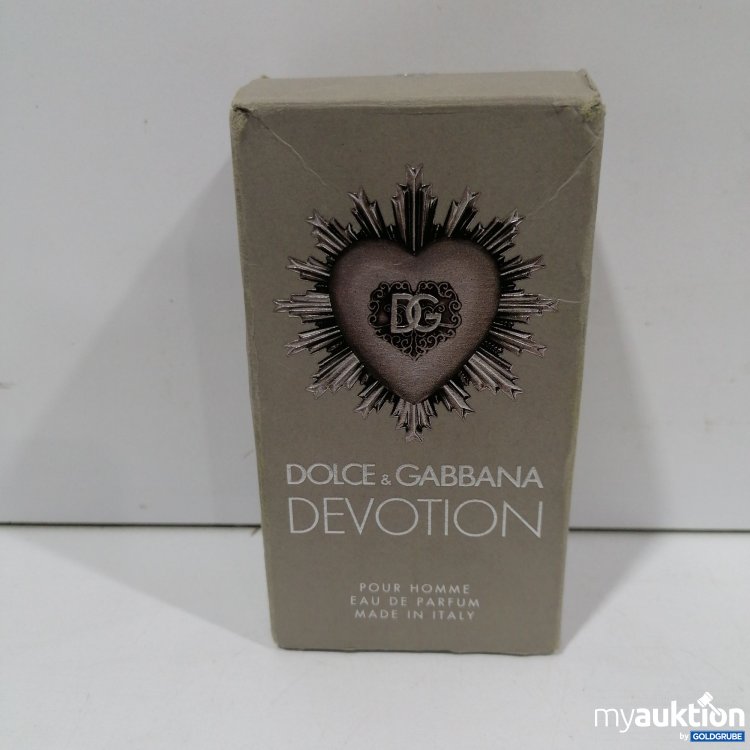 DG
DOLCE & GABBANA
DEVOTION
POUR HOMME
EAU DE PARFUM
MADE IN ITALY
myauktion
by GOLDGRUBE